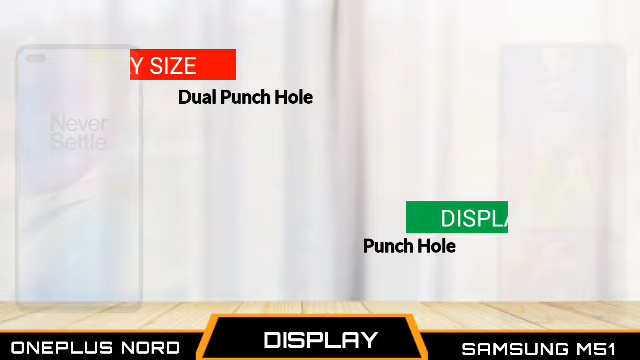 Y SIZE
Dual Punch Hole
Never
Settle
DISPLA
Punch Hole
ONEPLUS NORD
DISPLAY
SAMSUNG M51